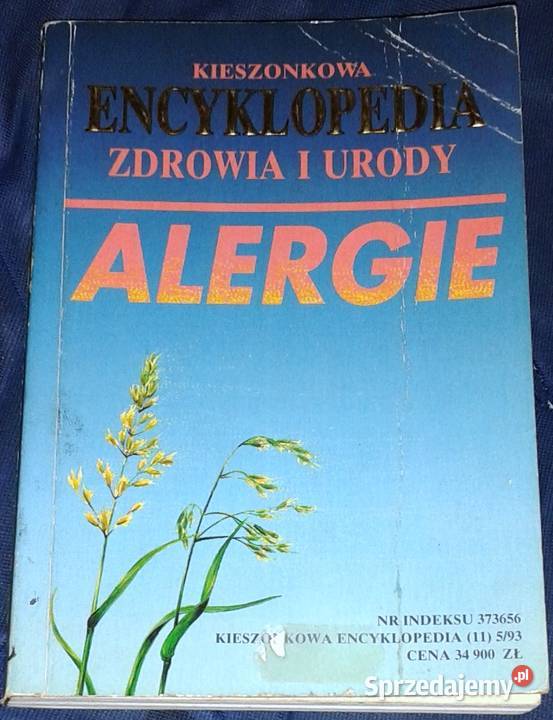 KIESZONKOWA
ENCYKLOPEDIA
ZDROWIA I URODY
ALERGIE
NR INDEKSU 373656
KIESZONKOWA ENCYKLOPEDIA (11) 5/93
CENA 34 900 ZŁ
Sprzedajemy.pl